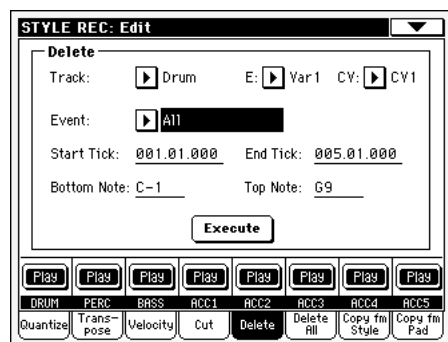 STYLE REC: Edit
Delete
Track: Drum E: Var1 CV: CV1
Event: All
Start Tick: 001.01.000 End Tick: 005.01.000
Bottom Note: C-1 Top Note: G9
Execute
Play Play Play Play Play Play Play Play
DRUM PERC BASS ACC1 ACC2 ACC3 ACC4 ACC5
Quantize Trans-pose Velocity Cut Delete Delete All Copy fm Style Copy fm Pad